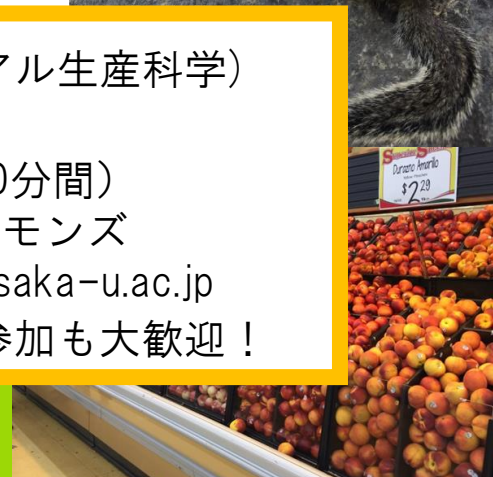 アル生産科学)
0分間)
モンズ
saka-u.ac.jp
参加も大歓迎！
Durazno Amarillo
$2 29